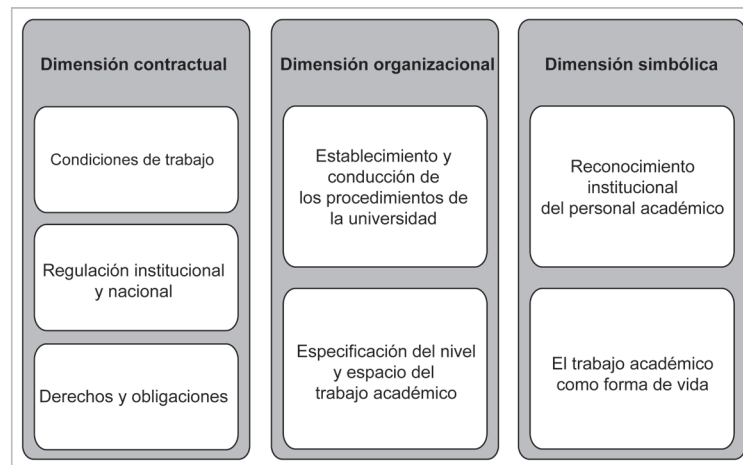 Dimensión contractual
Condiciones de trabajo
Regulación institucional
y nacional
Derechos y obligaciones
Dimensión organizacional
Establecimiento y
conducción de
los procedimientos de
la universidad
Especificación del nivel
y espacio del
trabajo académico
Dimensión simbólica
Reconocimiento
institucional
del personal académico
El trabajo académico
como forma de vida